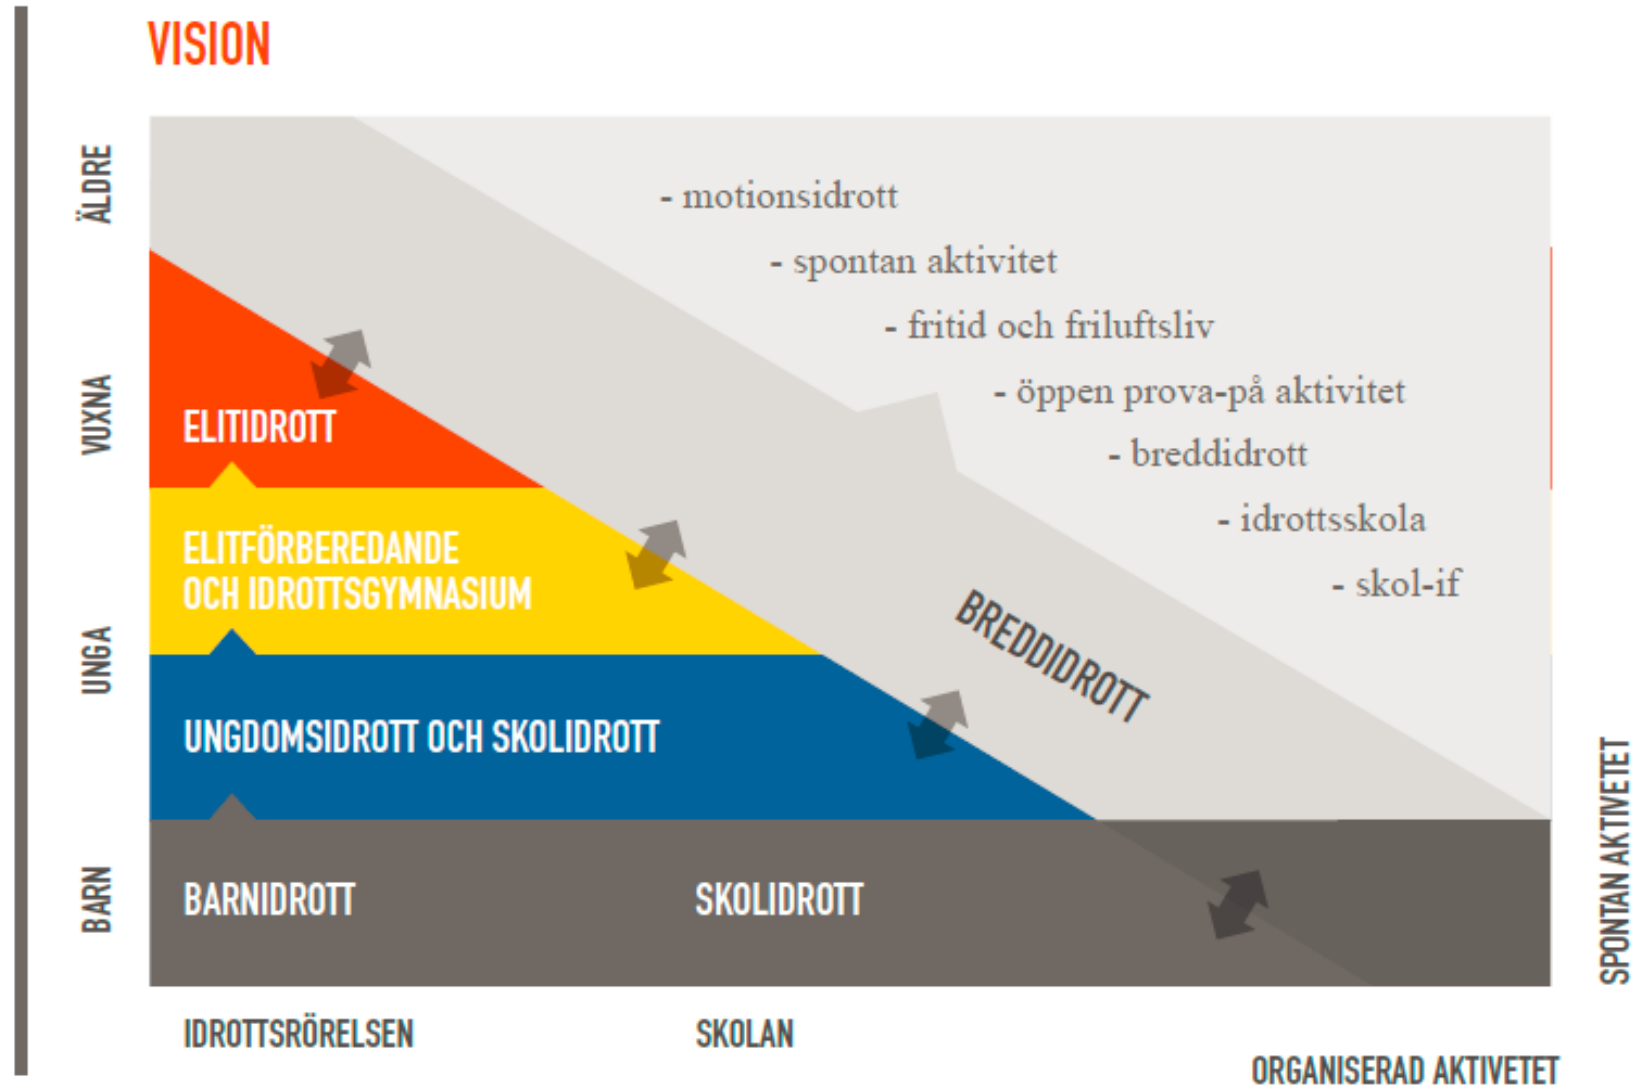 VISION
ÄLDRE
- motionsidrott
- spontan aktivitet
- fritid och friluftsliv
- öppen prova-på aktivitet
- breddidrott
- idrottsskola
- skol-if
VUXNA
ELITIDROTT
ELITFÖRBEREDANDE
OCH IDROTTSGYMNASIUM
BREDDIDROTT
UNGA
UNGDOMSIDROTT OCH SKOLIDROTT
BARN
BARNIDROTT
SKOLIDROTT
SPONTAN AKTIVETET
IDROTTSRÖRELSEN
SKOLAN
ORGANISERAD AKTIVETET